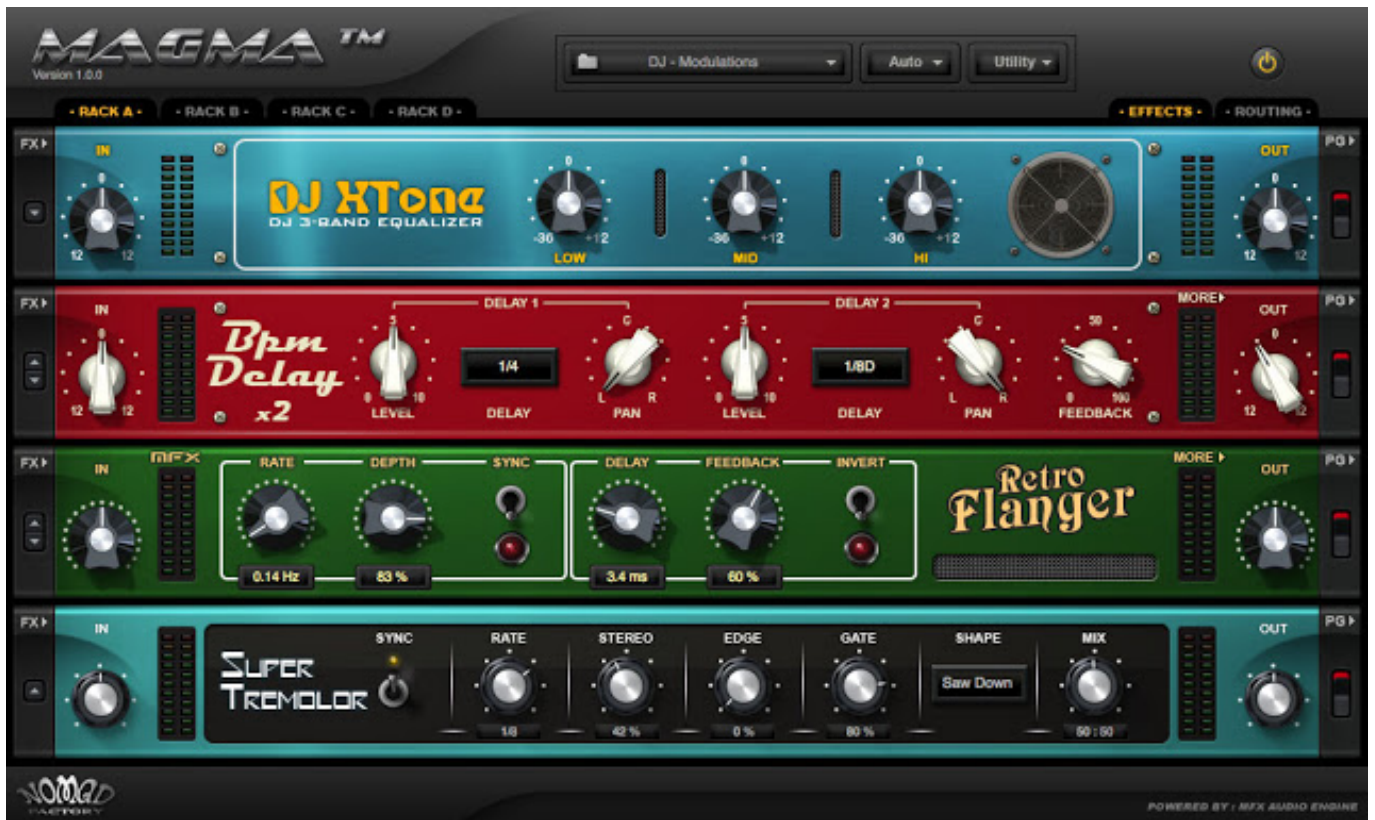 MAGMA ™
Version 1.0.0
DJ - Modulations Auto Utility
- RACK A - - RACK B - - RACK C - - RACK D - - EFFECTS - - ROUTING -
FX IN OUT PG
DJ XTone
DJ 3-BAND EQUALIZER
0 0 0 0 0
12 12 -36 +12 -36 +12 -36 +12 12 12
LOW MID HI
FX IN DELAY 1 DELAY 2 MORE OUT PG
0 5 C 5 C 50 0
Bpm
Delay
x2
1/4 1/8D
12 12 0 10 L R 0 10 L R 0 100 12 12
LEVEL DELAY PAN LEVEL DELAY PAN FEEDBACK
FX IN MFX RATE DEPTH SYNC DELAY FEEDBACK INVERT MORE OUT PG
Retro
Flanger
0.14 Hz 83 % 3.4 ms 60 %
FX IN SYNC RATE STEREO EDGE GATE SHAPE MIX OUT PG
SUPER
TREMOLOR
Saw Down
1/8 42 % 0 % 80 % 50 : 50
NOMAD
FACTORY
POWERED BY : MFX AUDIO ENGINE